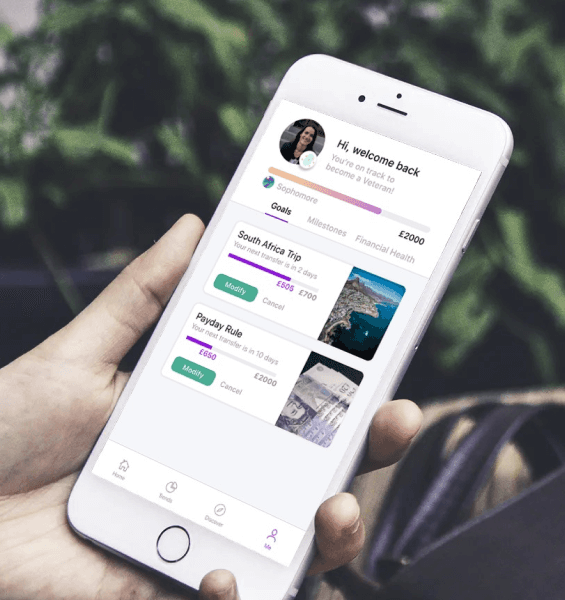 Hi, welcome back
You're on track to
become a Veteran!
Sophomore
£2000
Goals
Milestones
Financial Health
South Africa Trip
Your next transfer is in 2 days
£505 £700
Modify
Cancel
Payday Rule
Your next transfer is in 10 days
£650
£2000
Modify
Cancel
Home
Trends
Discover
Me